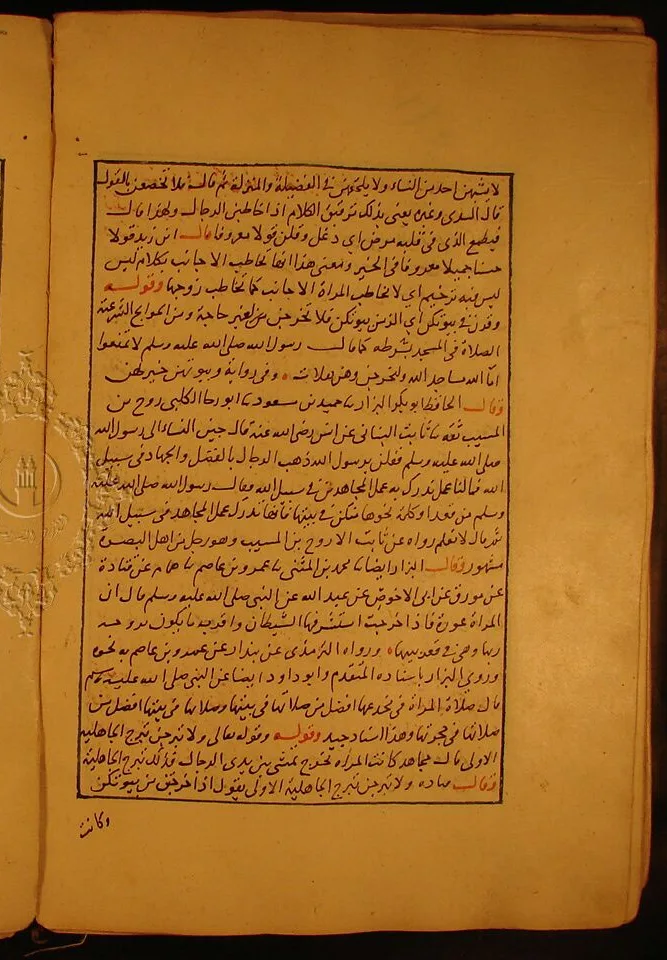 لا يشبهن احد من النساء ولا يلحقهن في الفضيلة والمنزلة ثم قال فلا تخضعن بالقول
قال السدي وغيره يعني بذلك ترقيق الكلام اذا خاطبن الرجال ولهذا قال
فيطمع الذي في قلبه مرض اي دغل وقلن قولا معروفا قال ابن زيد قولا
حسنا جميلا معروفا في الخير ومعنى هذا انها تخاطب الاجانب بكلام ليس
ليس فيه ترخيم اي لا تخاطب المراة الاجانب كما تخاطب زوجها وقوله
وقرن في بيوتكن اي الزمن بيوتكن فلا تخرجن من لغير حاجة ومن الحوايج الشرعية
الصلاة في المسجد بشرطه كما قال رسول الله صلى الله عليه وسلم لا تمنعوا
اماء الله مساجد الله وليخرجن وهن تفلات وفي رواية وبيوتهن خير لهن
وقال الحافظ ابو بكر البزار ثنا حميد بن مسعود ثنا ابو رجا الكلبي روح بن
المسيب ثقة ثنا ثابت البناني عن انس رضي الله عنه قال جين النساء الى رسول الله
صلى الله عليه وسلم فقلن يرسول الله ذهب الرجال بالفضل والجهاد في سبيل
الله فما لنا عمل ندرك به عمل المجاهدين في سبيل الله فقال رسول الله صلى الله عليه
وسلم من قعد او كلمة نحوها منكن في بيتها فانها تدرك عمل المجاهد في سبيل الله
ثم قال لا نعلم رواه عن ثابت الا روح بن المسيب وهو رجل من اهل البصرة
مشهور وقال البزار ايضا ثنا محمد بن المثنى ثنا عمرو بن عاصم ثنا همام عن قتادة
عن مورق عن ابي الاحوص عن عبد الله عن النبي صلى الله عليه وسلم قال ان
المراة عورة فاذا خرجت استشرفها الشيطان واقرب ما يكون بروحة
ربها وهي في قعر بيتها ورواه الترمذي عن بندار عن عمرو بن عاصم به نحوه
وروى البزار باسناده المتقدم وابو داود ايضا عن النبي صلى الله عليه وسلم
قال صلاة المراة في مخدعها افضل من صلاتها في بيتها وصلاتها في بيتها افضل من
صلاتها في حجرتها وهذا اسناد جيد وقوله وقوله تعالى ولا تبرجن تبرج الجاهلية
الاولى قال مجاهد كانت المراة تخرج تمشي بين يدي الرجال فذلك تبرج الجاهلية
وقال قتادة ولا تبرجن تبرج الجاهلية الاولى يقول اذا خرجتن من بيوتكن
وكانت